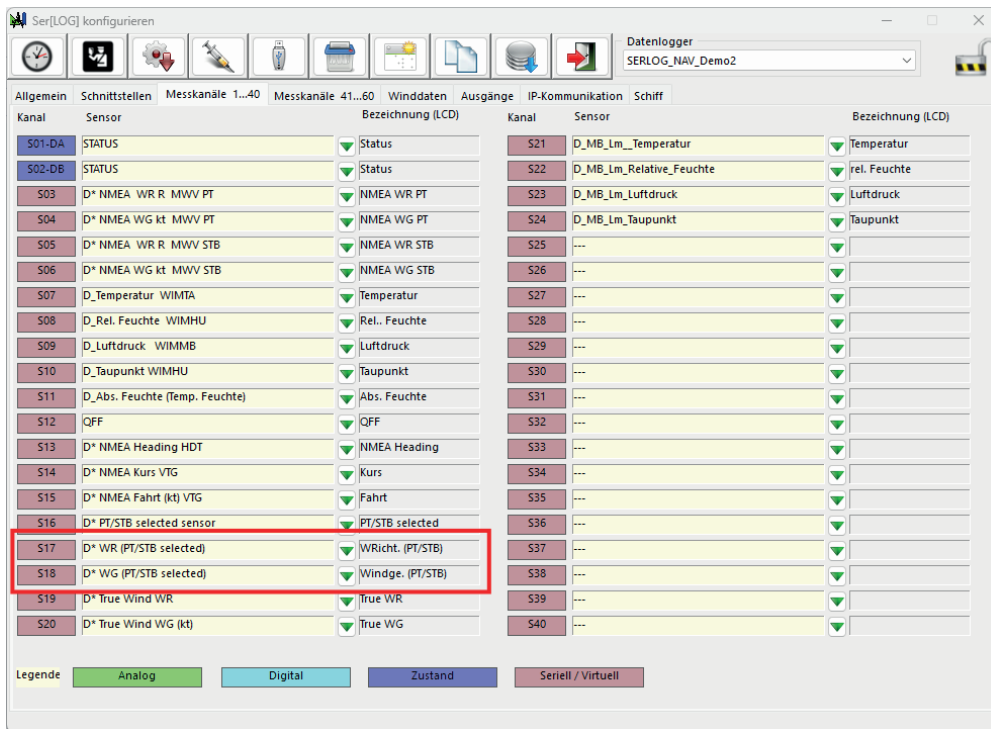 Ser[LOG] konfigurieren
Datenlogger
SERLOG_NAV_Demo2
Allgemein Schnittstellen Messkanäle 1...40 Messkanäle 41...60 Winddaten Ausgänge IP-Kommunikation Schiff
Kanal Sensor Bezeichnung (LCD) Kanal Sensor Bezeichnung (LCD)
S01-DA STATUS Status S21 D_MB_Lm__Temperatur Temperatur
S02-DB STATUS Status S22 D_MB_Lm_Relative_Feuchte rel. Feuchte
S03 D* NMEA WR R MWV PT NMEA WR PT S23 D_MB_Lm_Luftdruck Luftdruck
S04 D* NMEA WG kt MWV PT NMEA WG PT S24 D_MB_Lm_Taupunkt Taupunkt
S05 D* NMEA WR R MWV STB NMEA WR STB S25 ---
S06 D* NMEA WG kt MWV STB NMEA WG STB S26 ---
S07 D_Temperatur WIMTA Temperatur S27 ---
S08 D_Rel. Feuchte WIMHU Rel.. Feuchte S28 ---
S09 D_Luftdruck WIMMB Luftdruck S29 ---
S10 D_Taupunkt WIMHU Taupunkt S30 ---
S11 D_Abs. Feuchte (Temp. Feuchte) Abs. Feuchte S31 ---
S12 QFF QFF S32 ---
S13 D* NMEA Heading HDT NMEA Heading S33 ---
S14 D* NMEA Kurs VTG Kurs S34 ---
S15 D* NMEA Fahrt (kt) VTG Fahrt S35 ---
S16 D* PT/STB selected sensor PT/STB selected S36 ---
S17 D* WR (PT/STB selected) WRicht. (PT/STB) S37 ---
S18 D* WG (PT/STB selected) Windge. (PT/STB) S38 ---
S19 D* True Wind WR True WR S39 ---
S20 D* True Wind WG (kt) True WG S40 ---
Legende Analog Digital Zustand Seriell / Virtuell